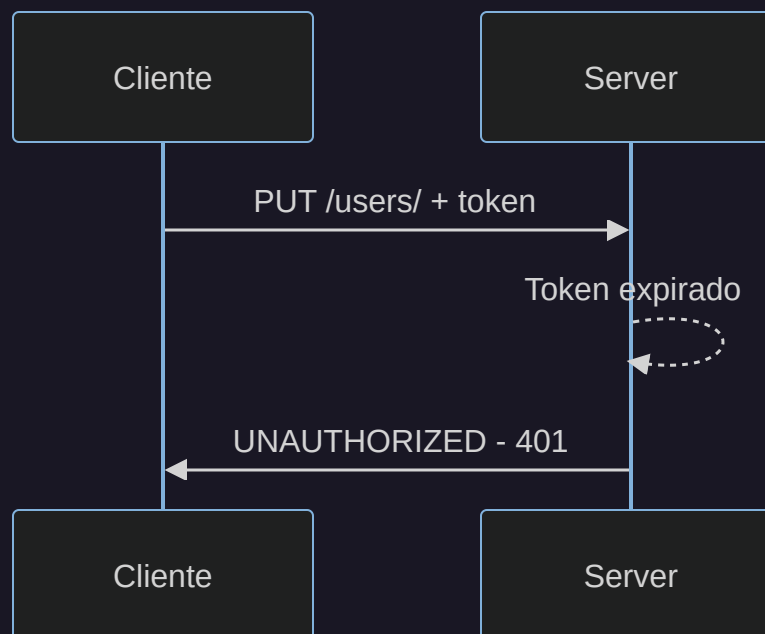 Cliente
Server
PUT /users/ + token
Token expirado
UNAUTHORIZED - 401
Cliente
Server